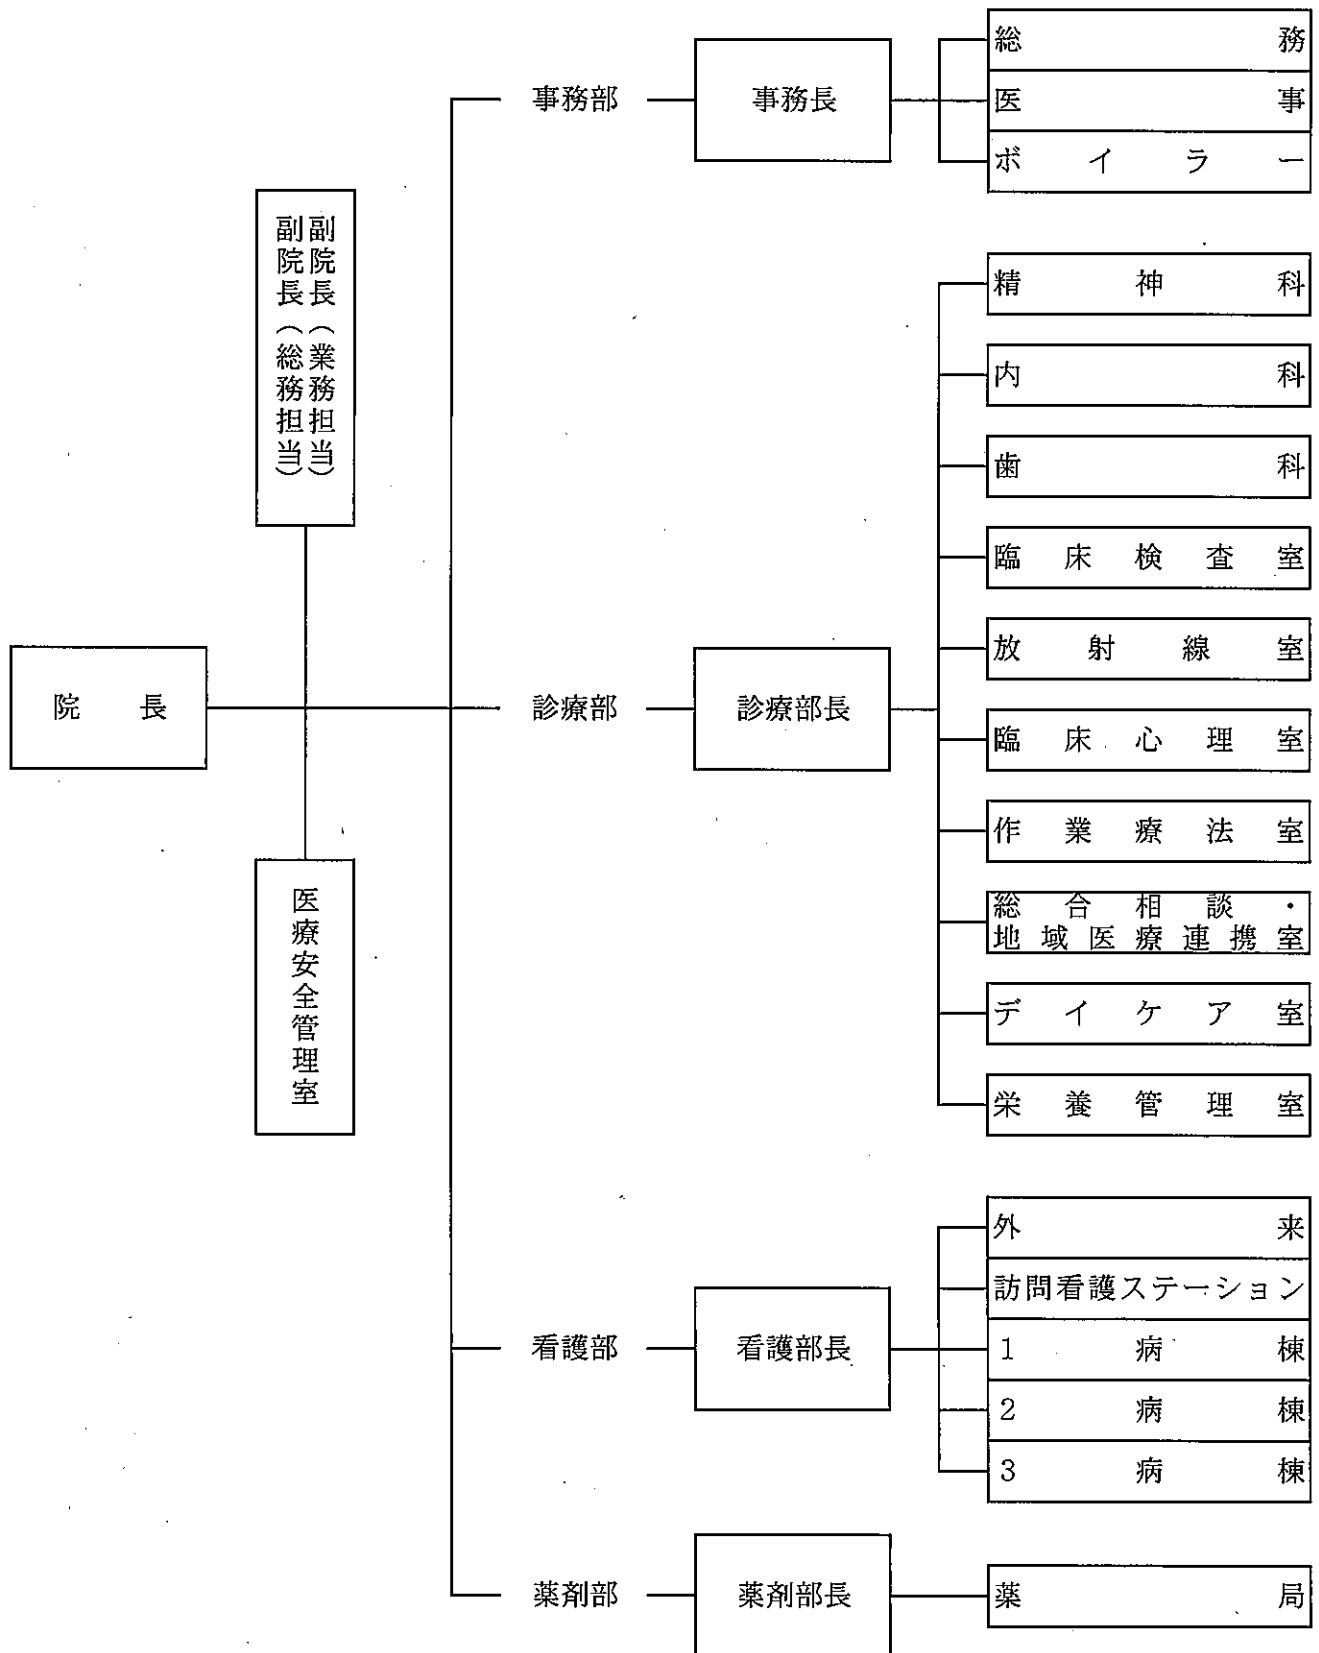 院長
副院長（業務担当）
副院長（総務担当）
医療安全管理室
事務部
事務長
総務
医事
ボイラー
診療部
診療部長
精神科
内科
歯科
臨床検査室
放射線室
臨床心理室
作業療法室
総合相談・
地域医療連携室
デイケア室
栄養管理室
看護部
看護部長
外来
訪問看護ステーション
1病棟
2病棟
3病棟
薬剤部
薬剤部長
薬局